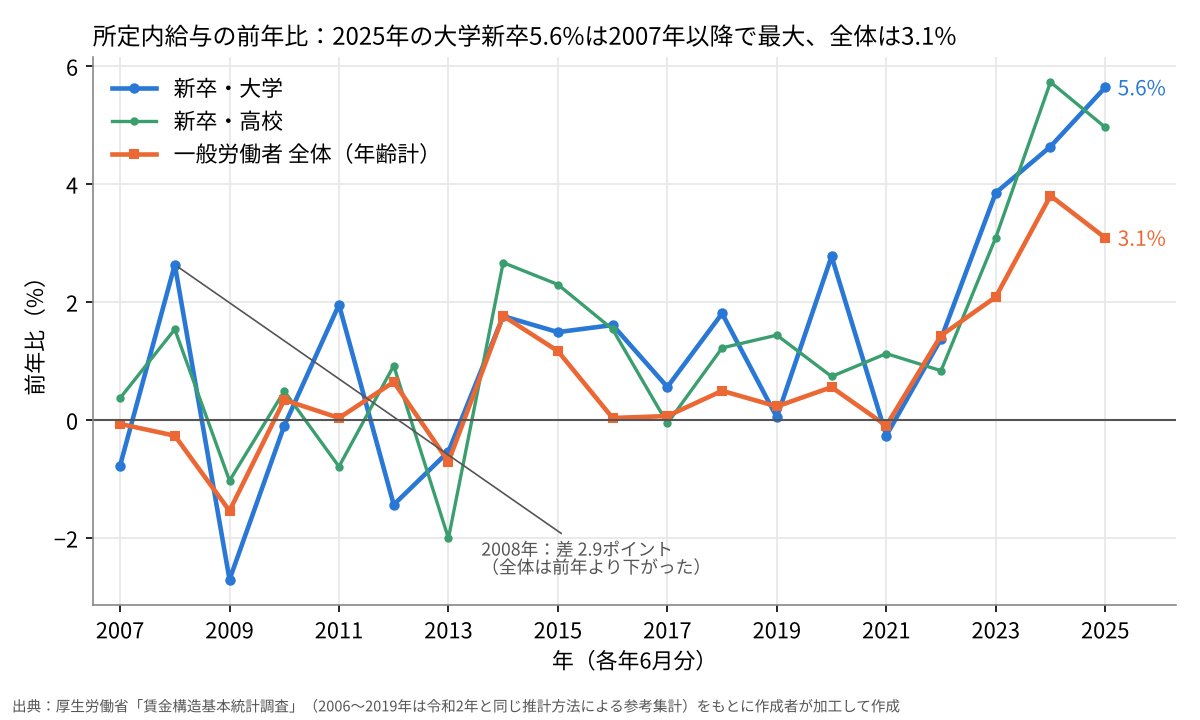 所定内給与の前年比：2025年の大学新卒5.6%は2007年以降で最大、全体は3.1%
新卒・大学
新卒・高校
一般労働者 全体（年齢計）
5.6%
3.1%
前年比（%）
6
4
2
0
−2
2008年：差 2.9ポイント
（全体は前年より下がった）
2007 2009 2011 2013 2015 2017 2019 2021 2023 2025
年（各年6月分）
出典：厚生労働省「賃金構造基本統計調査」（2006〜2019年は令和2年と同じ推計方法による参考集計）をもとに作成者が加工して作成